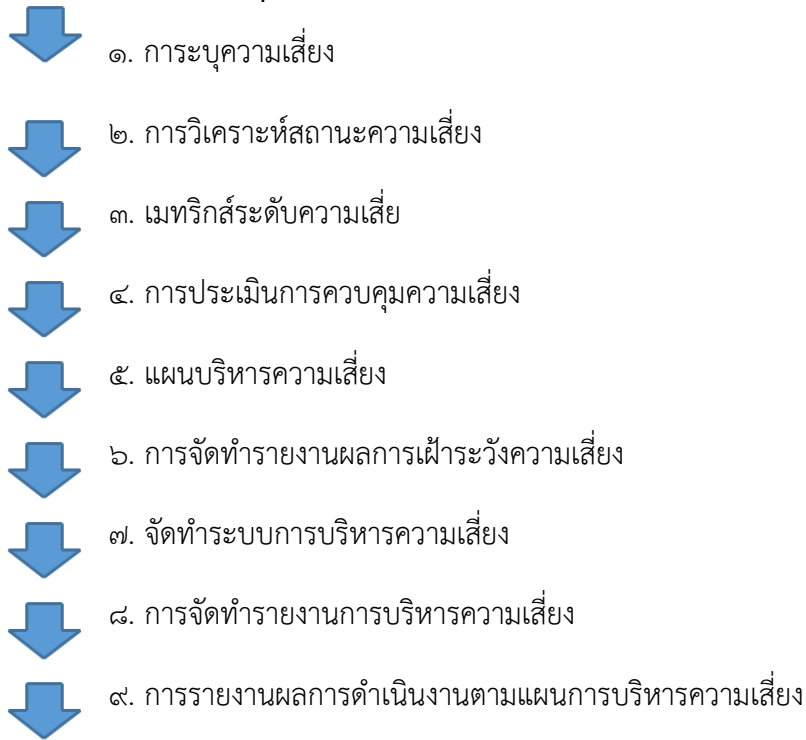 ๑. การะบุความเสี่ยง
๒. การวิเคราะห์สถานะความเสี่ยง
๓. เมทริกส์ระดับความเสี่ย
๔. การประเมินการควบคุมความเสี่ยง
๕. แผนบริหารความเสี่ยง
๖. การจัดทำรายงานผลการเฝ้าระวังความเสี่ยง
๗. จัดทำระบบการบริหารความเสี่ยง
๘. การจัดทำรายงานการบริหารความเสี่ยง
๙. การรายงานผลการดำเนินงานตามแผนการบริหารความเสี่ยง